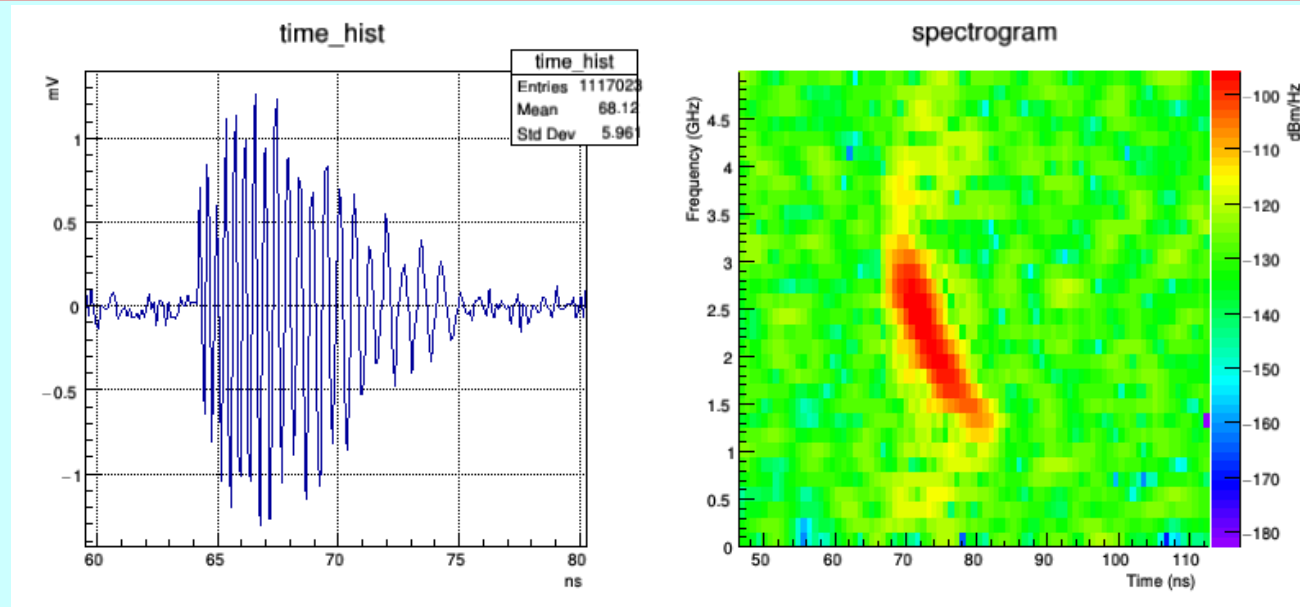 time_hist
mV
time_hist
Entries 1117023
Mean 68.12
Std Dev 5.961
1
0.5
0
−0.5
−1
60 65 70 75 80
ns
spectrogram
Frequency (GHz)
4.5
4
3.5
3
2.5
2
1.5
1
0.5
0
50 60 70 80 90 100 110
Time (ns)
dBm/Hz
−100
−110
−120
−130
−140
−150
−160
−170
−180